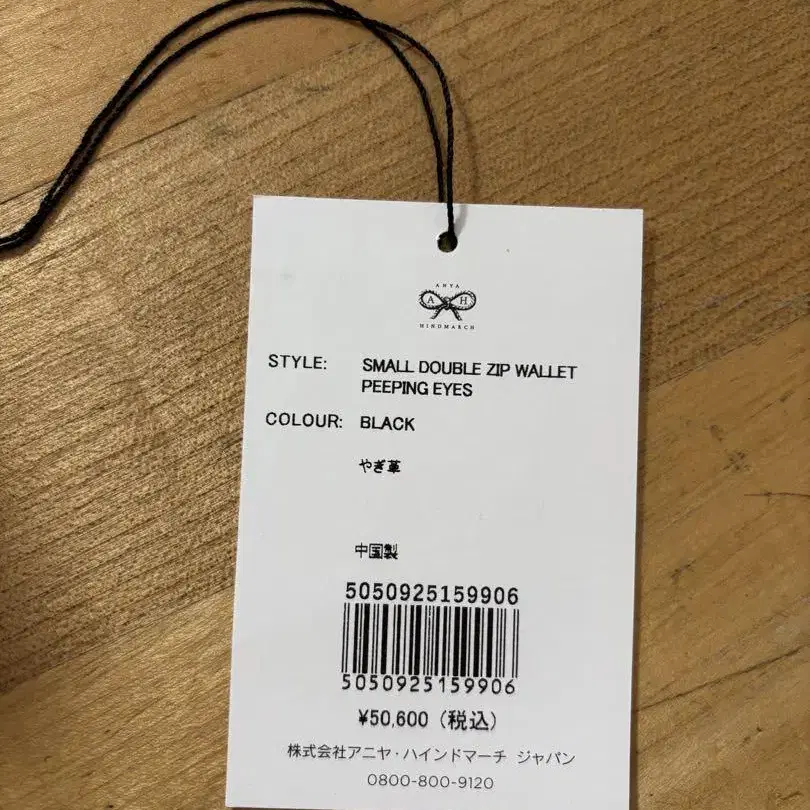 ANYA
A H
HINDMARCH
STYLE: SMALL DOUBLE ZIP WALLET
PEEPING EYES
COLOUR: BLACK
やぎ革
中国製
5050925159906
5050925159906
¥50,600（税込）
株式会社アニヤ・ハインドマーチ ジャパン
0800-800-9120